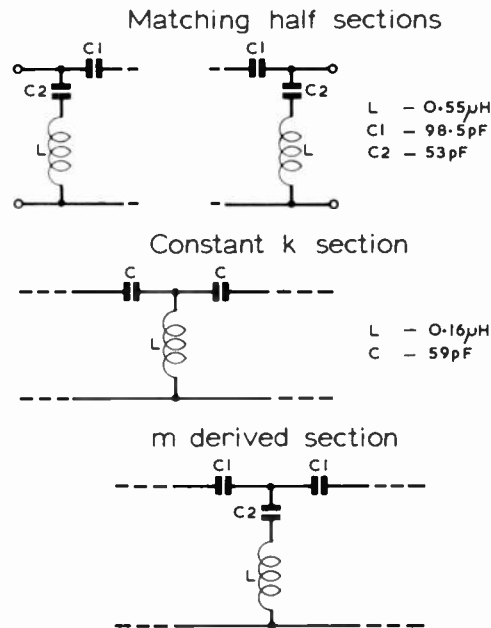 Matching half sections
C1
C1
C2
C2
L
L
L – 0·55µH
C1 – 98·5pF
C2 – 53pF
Constant k section
C
C
L
L – 0·16µH
C – 59pF
m derived section
C1
C1
C2
L